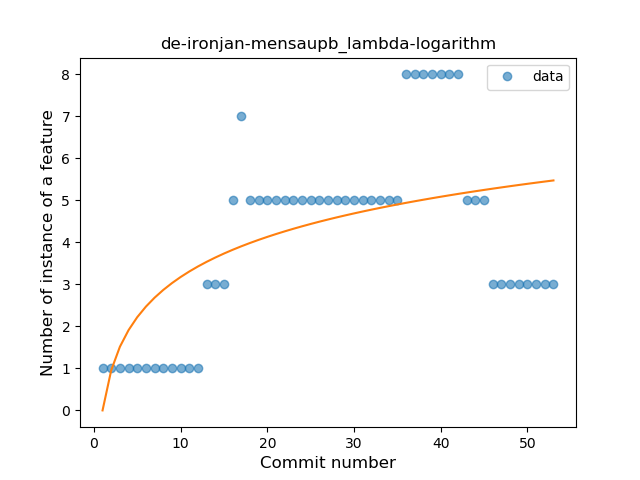 de-ironjan-mensaupb_lambda-logarithm
data
Number of instance of a feature
8
7
6
5
4
3
2
1
0
0 10 20 30 40 50
Commit number